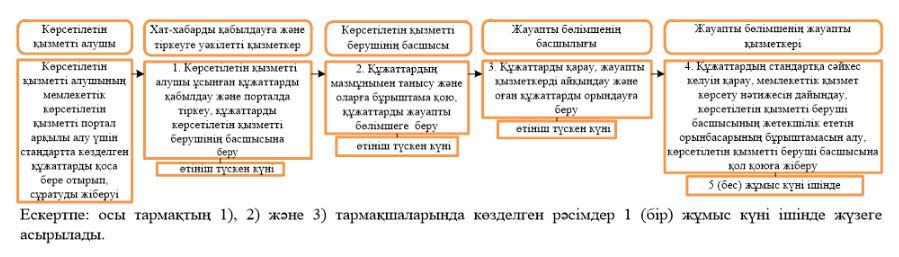 Көрсетілетін
қызметті алушы
Хат-хабарды қабылдауға және
тіркеуге уәкілетті қызметкер
Көрсетілетін қызметті
берушінің басшысы
Жауапты бөлімшенің
басшылығы
Жауапты бөлімшенің жауапты
қызметкері
Көрсетілетін
қызметті алушының
мемлекеттік
көрсетілетін
қызметті портал
арқылы алу үшін
стандартта көзделген
құжаттарды қоса
бере отырып,
сұратуды жіберуі
1. Көрсетілетін қызметті
алушы ұсынған құжаттарды
қабылдау және порталда
тіркеу, құжаттарды
көрсетілетін қызметті
берушінің басшысына
беру
өтініш түскен күні
2. Құжаттардың
мазмұнымен танысу және
оларға бұрыштама қою,
құжаттарды жауапты
бөлімшеге беру
өтініш түскен күні
3. Құжаттарды қарау, жауапты
қызметкерді айқындау және
оған құжаттарды орындауға
беру
өтініш түскен күні
4. Құжаттардың стандартқа сәйкес
келуін қарау, мемлекеттік қызмет
көрсету нәтижесін дайындау,
көрсетілетін қызметті беруші
басшысының жетекшілік ететін
орынбасарының бұрыштамасын алу,
көрсетілетін қызметті беруші басшысына
қол қоюға жіберу
5 (бес) жұмыс күні ішінде
Ескертпе: осы тармақтың 1), 2) және 3) тармақшаларында көзделген рәсімдер 1 (бір) жұмыс күні ішінде жүзеге
асырылады.